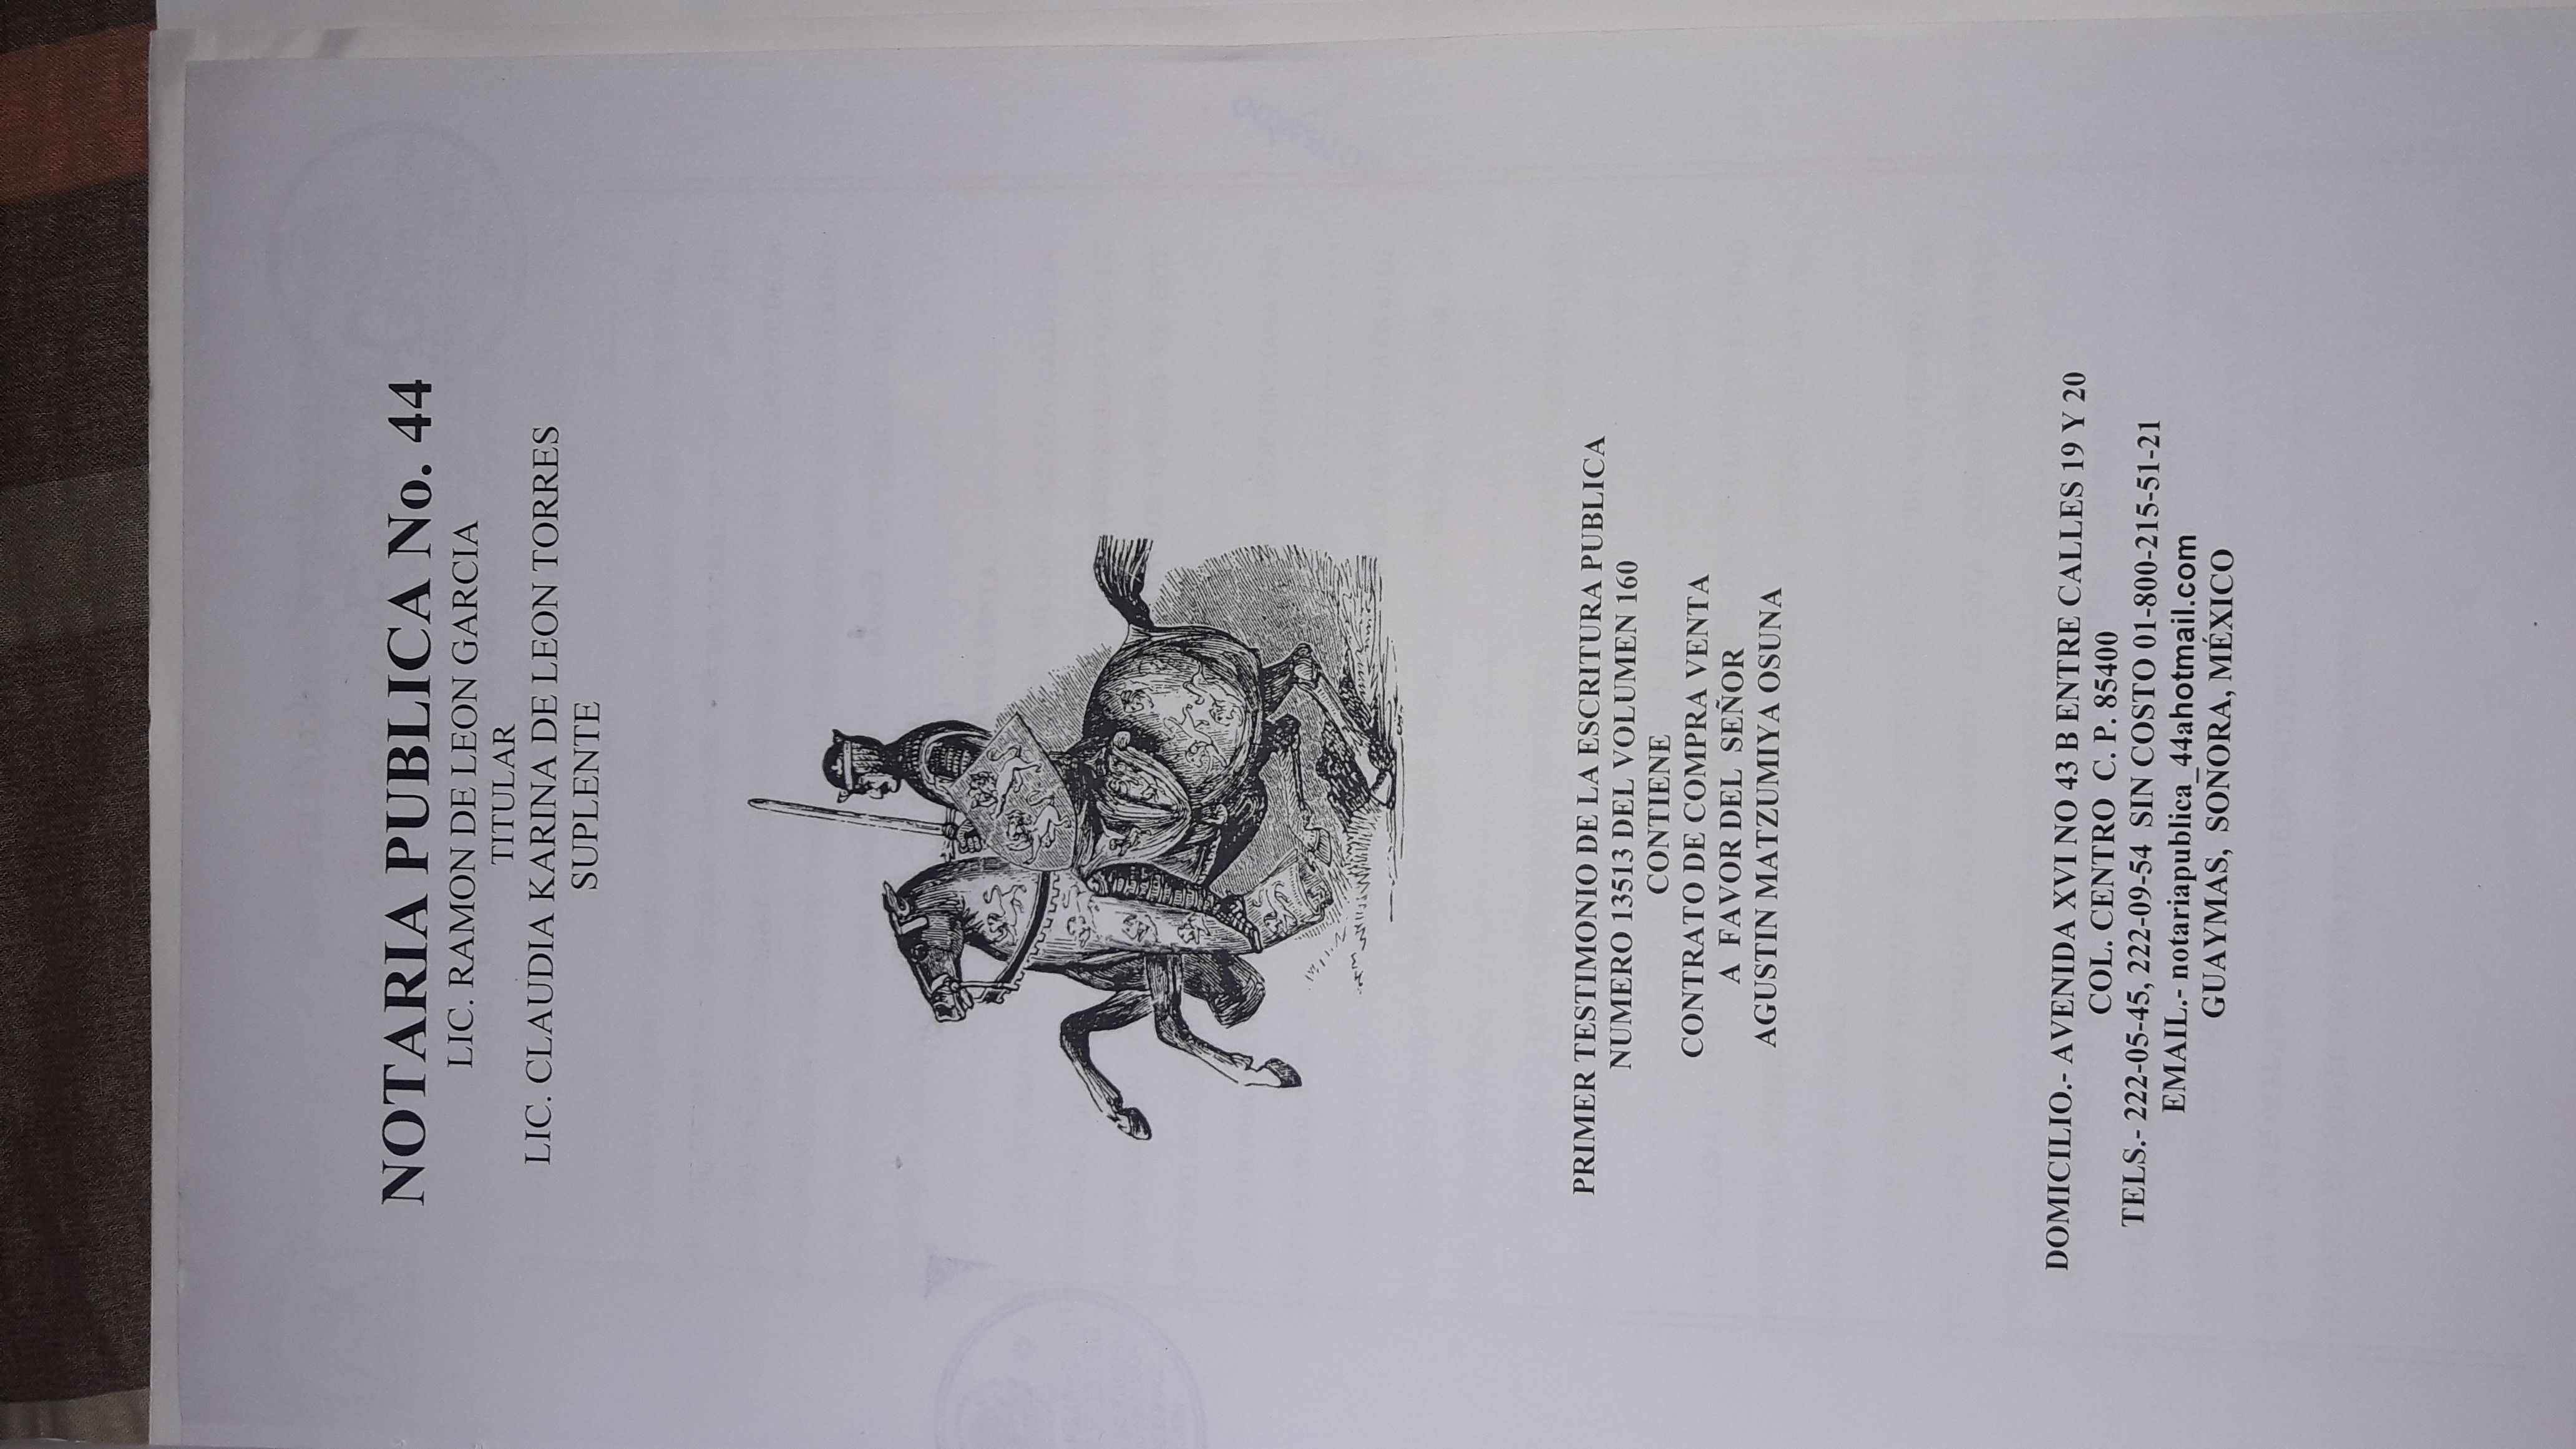 NOTARIA PUBLICA No. 44
LIC. RAMON DE LEON GARCIA
TITULAR
LIC. CLAUDIA KARINA DE LEON TORRES
SUPLENTE
PRIMER TESTIMONIO DE LA ESCRITURA PUBLICA
NUMERO 13513 DEL VOLUMEN 160
CONTIENE
CONTRATO DE COMPRA VENTA
A FAVOR DEL SEÑOR
AGUSTIN MATZUMIYA OSUNA
DOMICILIO.- AVENIDA XVI NO 43 B ENTRE CALLES 19 Y 20
COL. CENTRO C. P. 85400
TELS.- 222-05-45, 222-09-54 SIN COSTO 01-800-215-51-21
EMAIL.- notariapublica_44ahotmail.com
GUAYMAS, SONORA, MÉXICO